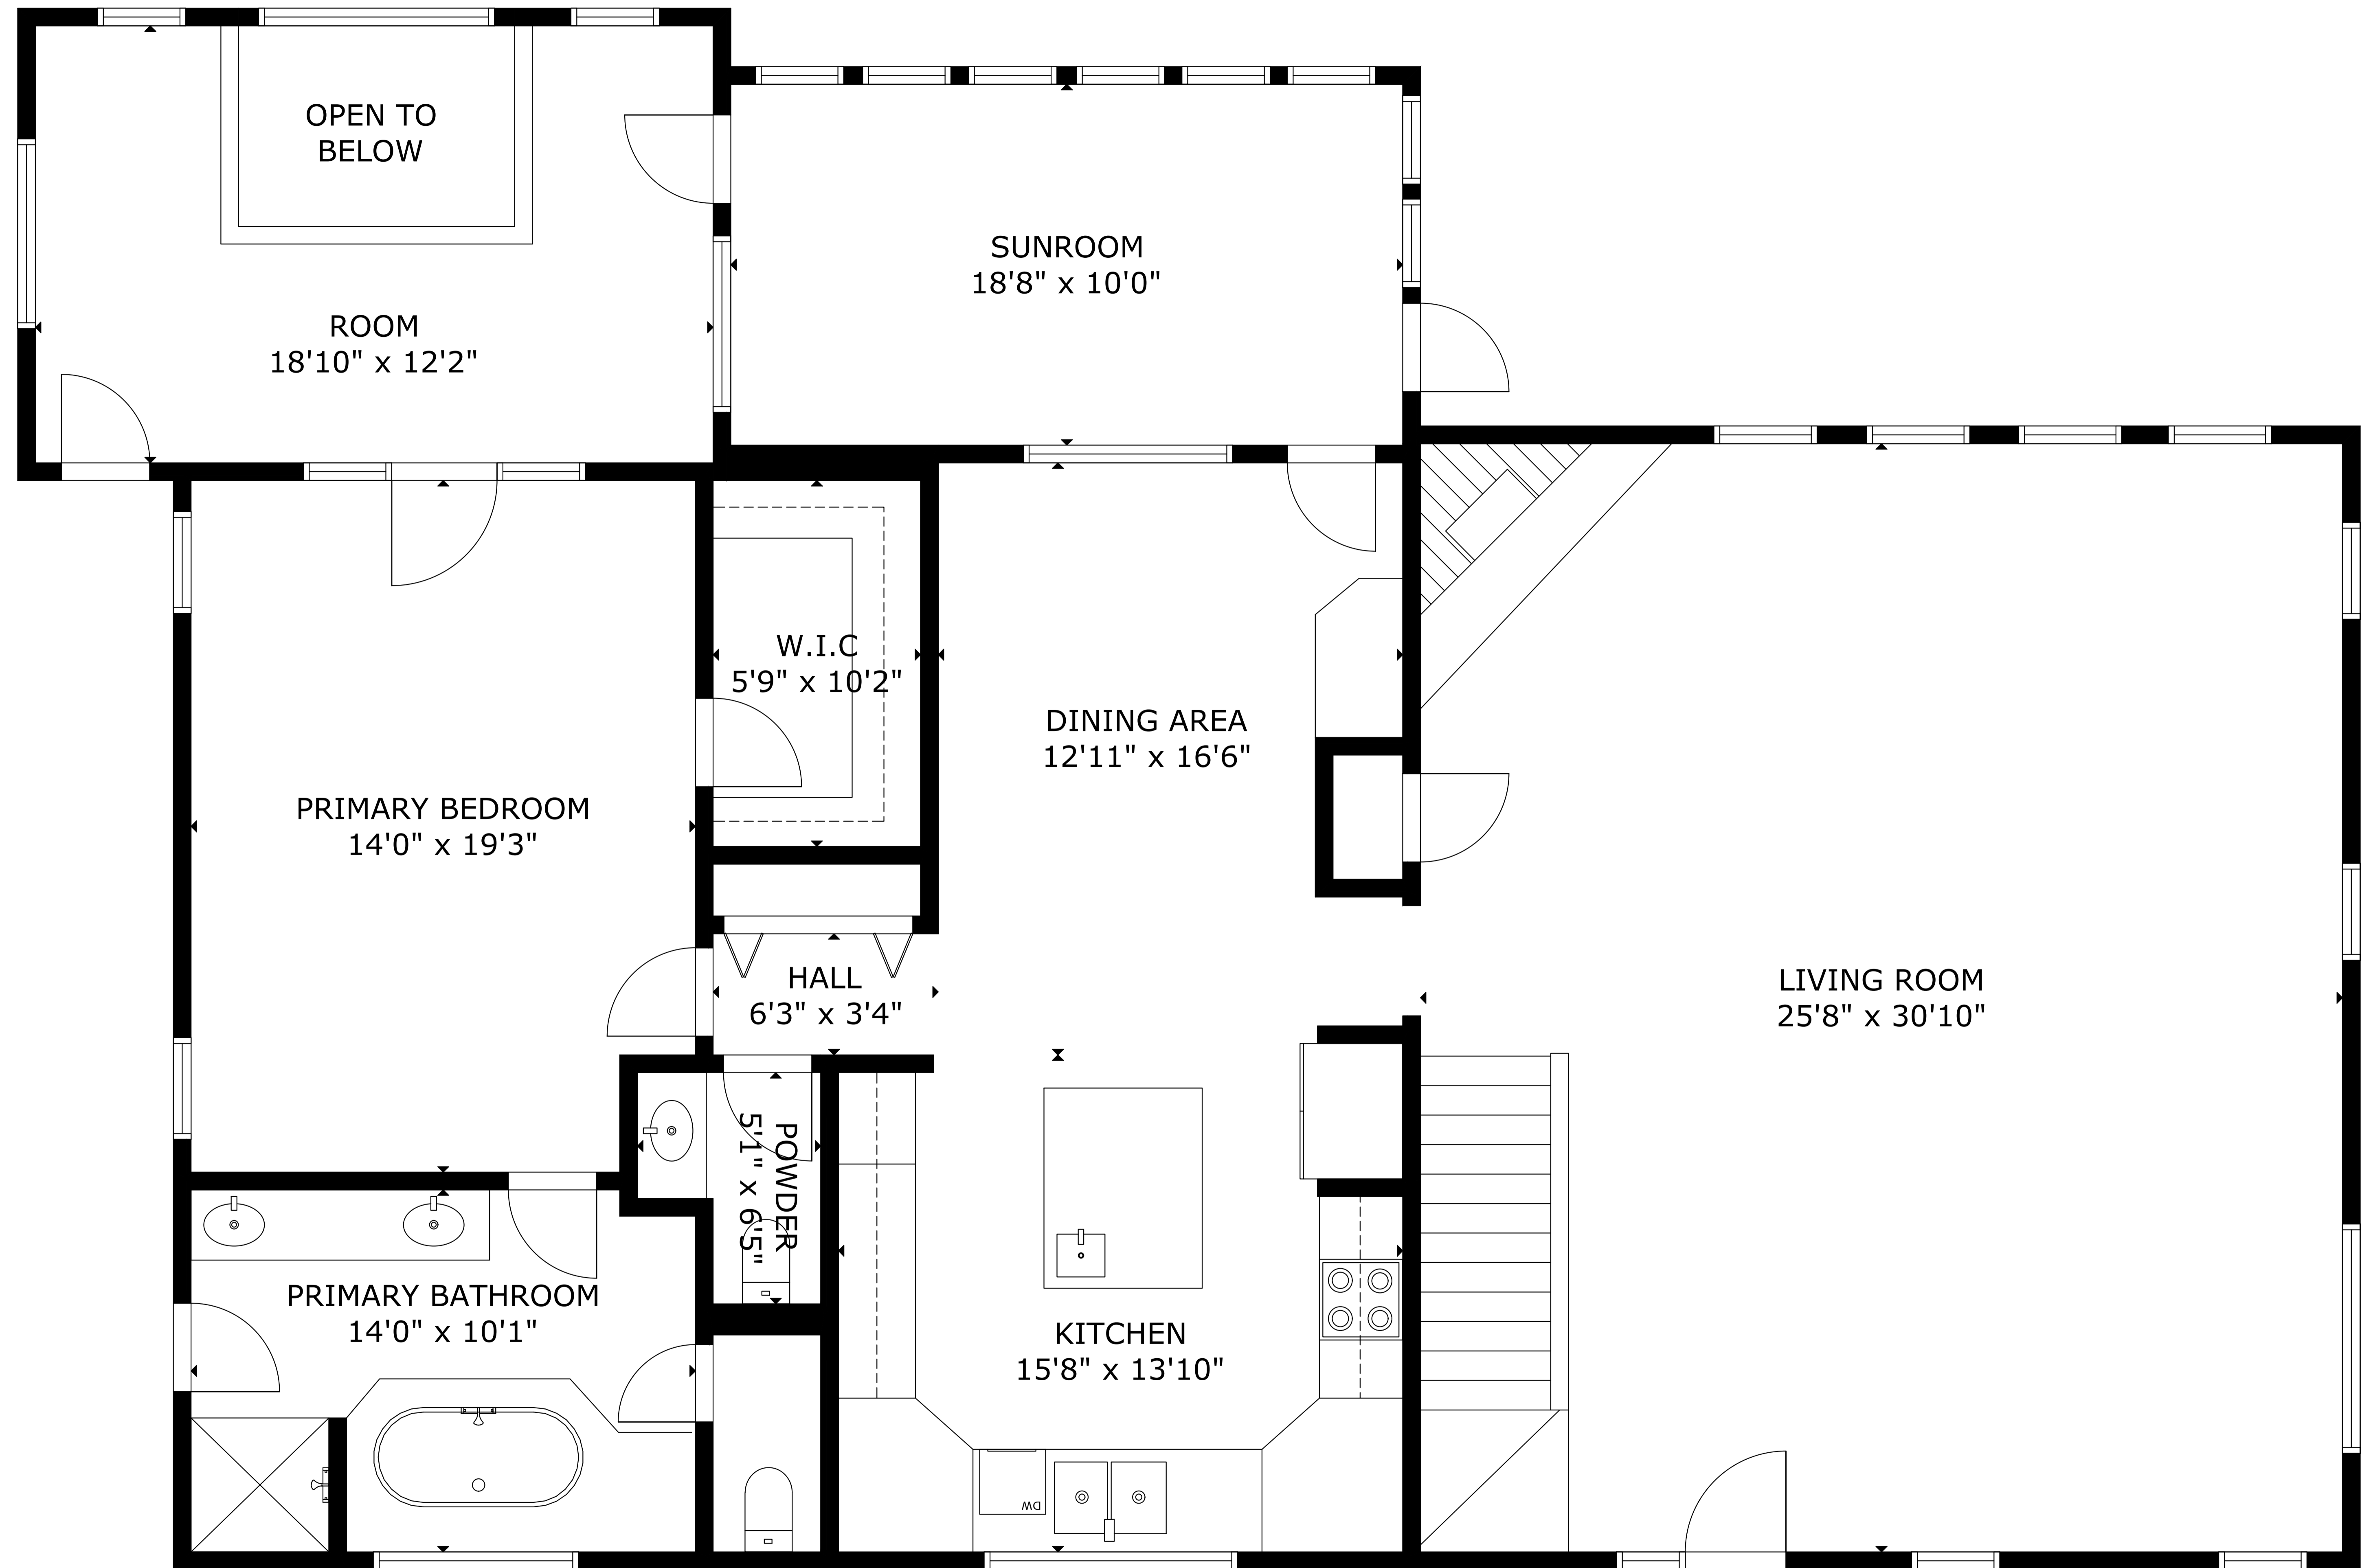 OPEN TO
BELOW
ROOM
18'10" x 12'2"
SUNROOM
18'8" x 10'0"
W.I.C
5'9" x 10'2"
DINING AREA
12'11" x 16'6"
PRIMARY BEDROOM
14'0" x 19'3"
HALL
6'3" x 3'4"
LIVING ROOM
25'8" x 30'10"
POWDER
5'1" x 6'5"
PRIMARY BATHROOM
14'0" x 10'1"
KITCHEN
15'8" x 13'10"
DW